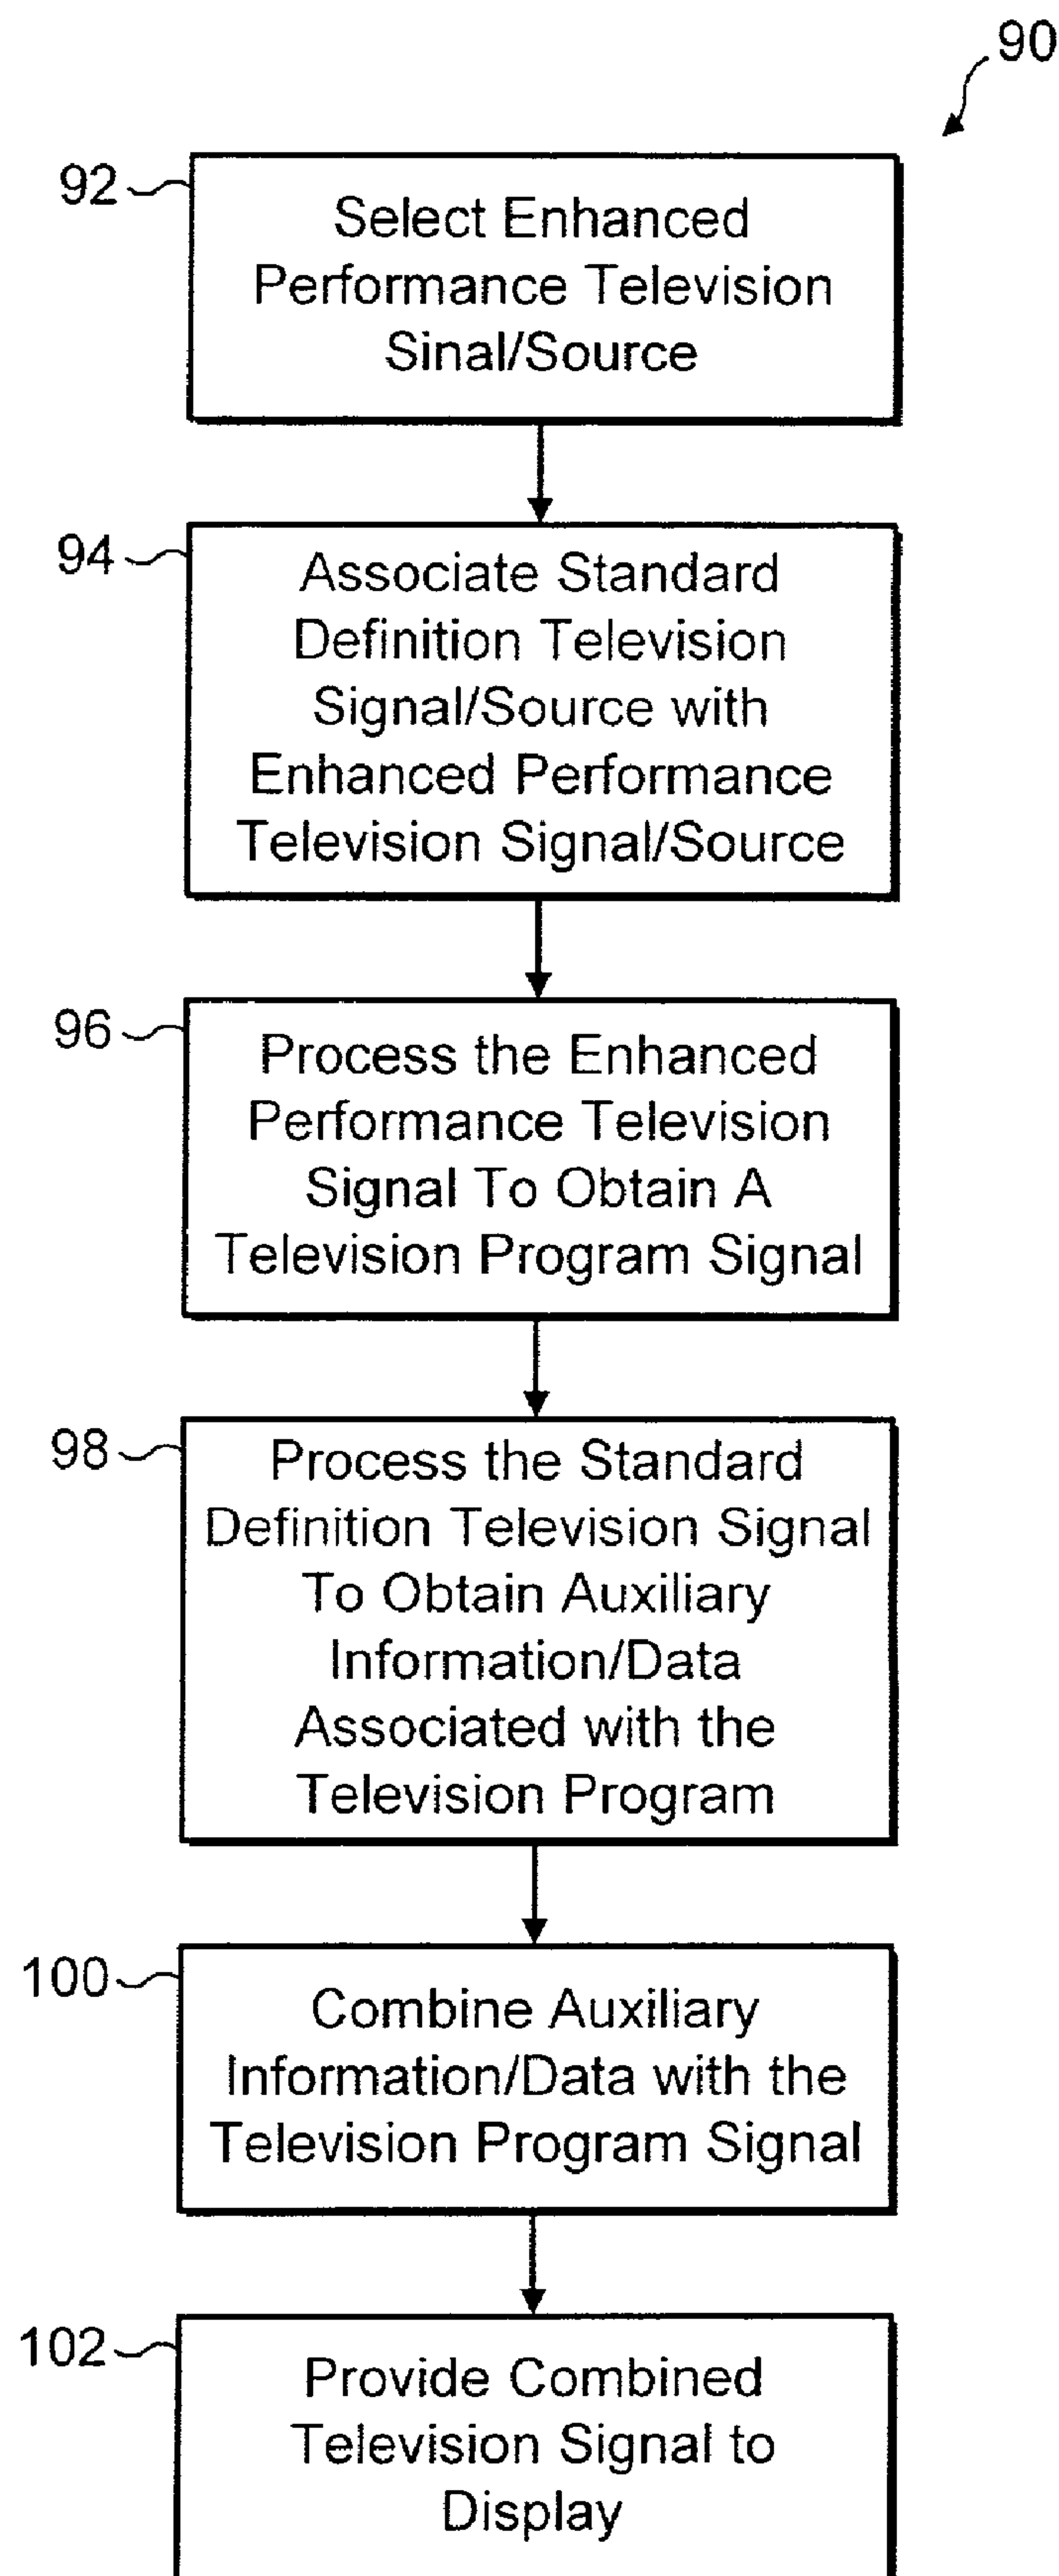 90
92
Select Enhanced
Performance Television
Sinal/Source
94
Associate Standard
Definition Television
Signal/Source with
Enhanced Performance
Television Signal/Source
96
Process the Enhanced
Performance Television
Signal To Obtain A
Television Program Signal
98
Process the Standard
Definition Television Signal
To Obtain Auxiliary
Information/Data
Associated with the
Television Program
100
Combine Auxiliary
Information/Data with the
Television Program Signal
102
Provide Combined
Television Signal to
Display